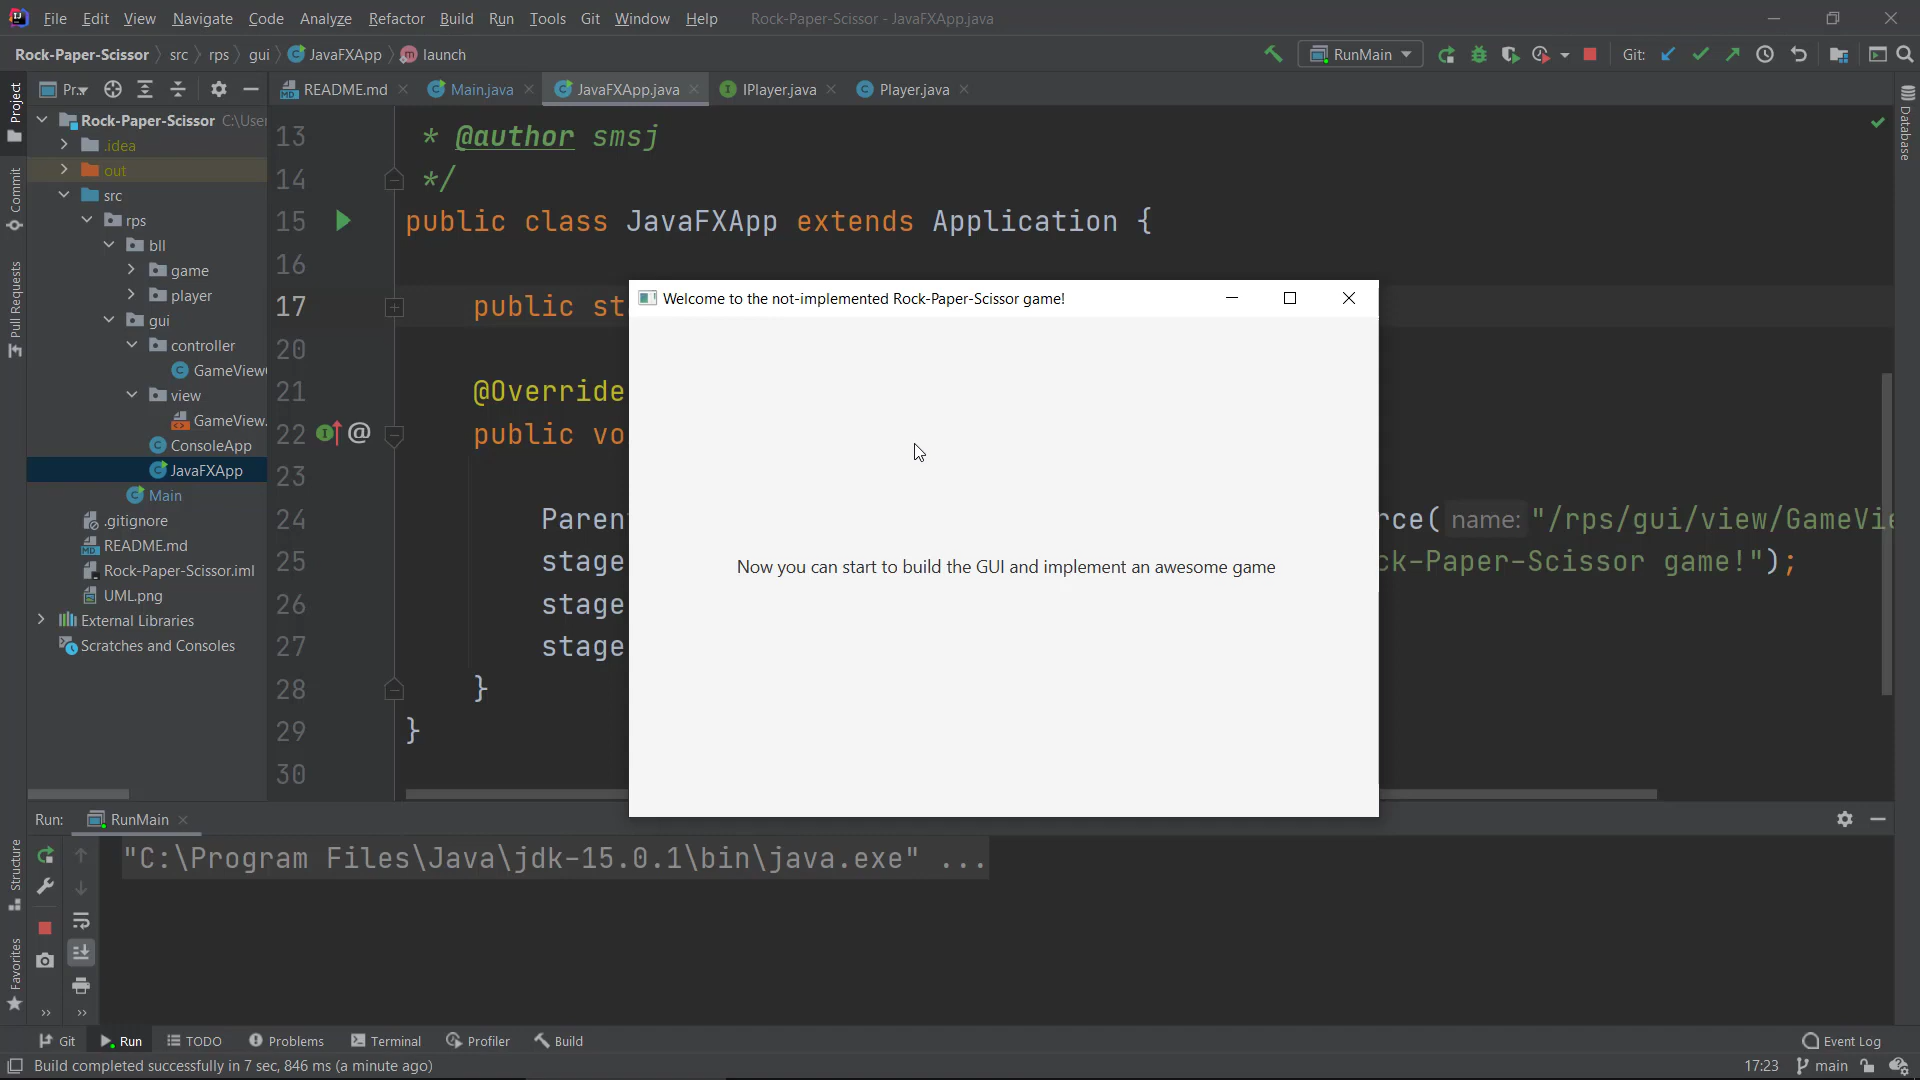 File Edit View Navigate Code Analyze Refactor Build Run Tools Git Window Help Rock-Paper-Scissor - JavaFXApp.java
Rock-Paper-Scissor src rps gui JavaFXApp launch RunMain Git:
Project
Commit
Pull Requests
Structure
Favorites
Database
Pr...
Rock-Paper-Scissor C:\User
.idea
out
src
rps
bll
game
player
gui
controller
GameView
view
GameView.
ConsoleApp
JavaFXApp
Main
.gitignore
README.md
Rock-Paper-Scissor.iml
UML.png
External Libraries
Scratches and Consoles
README.md Main.java JavaFXApp.java IPlayer.java Player.java
13 * @author smsj
14 */
15 public class JavaFXApp extends Application {
16
17 public st
20
21 @Override
22 public vo
23
24 Paren rce( name: "/rps/gui/view/GameVie
25 stage ck-Paper-Scissor game!");
26 stage
27 stage
28 }
29 }
30
Welcome to the not-implemented Rock-Paper-Scissor game!
Now you can start to build the GUI and implement an awesome game
Run: RunMain
"C:\Program Files\Java\jdk-15.0.1\bin\java.exe" ...
Git Run TODO Problems Terminal Profiler Build Event Log
Build completed successfully in 7 sec, 846 ms (a minute ago) 17:23 main